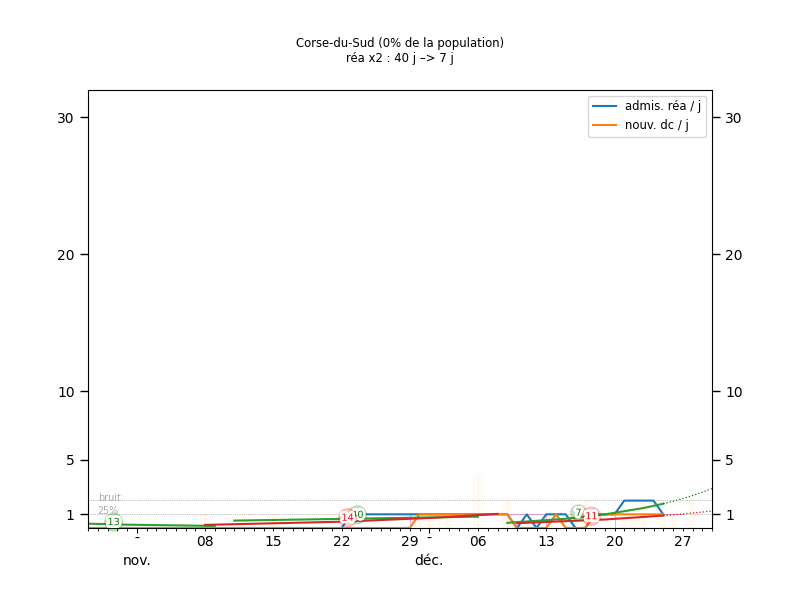 Corse-du-Sud (0% de la population)
réa x2 : 40 j –> 7 j
admis. réa / j
nouv. dc / j
30 30
20 20
10 10
5 5
bruit
25%
1 1
13 14 7 11
- 08 15 22 29 - 06 13 20 27
nov. déc.